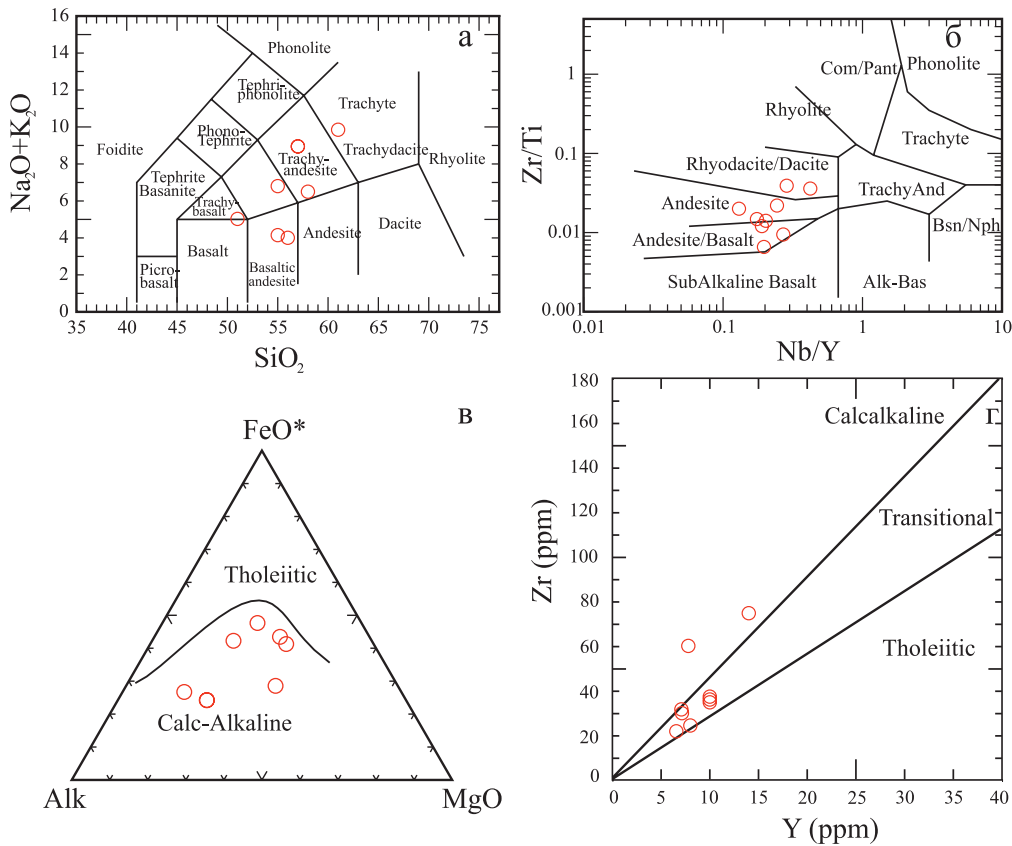 16
14
12
10
8
6
4
2
0
Na₂O+K₂O
а
Phonolite
Tephri-
phonolite
Trachyte
Phono-
Tephrite
Foidite
Trachy-
andesite
Trachydacite
Rhyolite
Tephrite
Basanite
Trachy-
basalt
Basalt
Andesite
Dacite
Picro-
basalt
Basaltic
andesite
35 40 45 50 55 60 65 70 75
SiO₂
1
0.1
0.01
0.001
Zr/Ti
б
Com/Pant
Phonolite
Rhyolite
Trachyte
Rhyodacite/Dacite
TrachyAnd
Andesite
Andesite/Basalt
Bsn/Nph
SubAlkaline Basalt
Alk-Bas
0.01 0.1 1 10
Nb/Y
в
FeO*
Tholeiitic
Calc-Alkaline
Alk
MgO
180
160
140
120
100
80
60
40
20
0
Zr (ppm)
г
Calcalkaline
Transitional
Tholeiitic
0 5 10 15 20 25 30 35 40
Y (ppm)